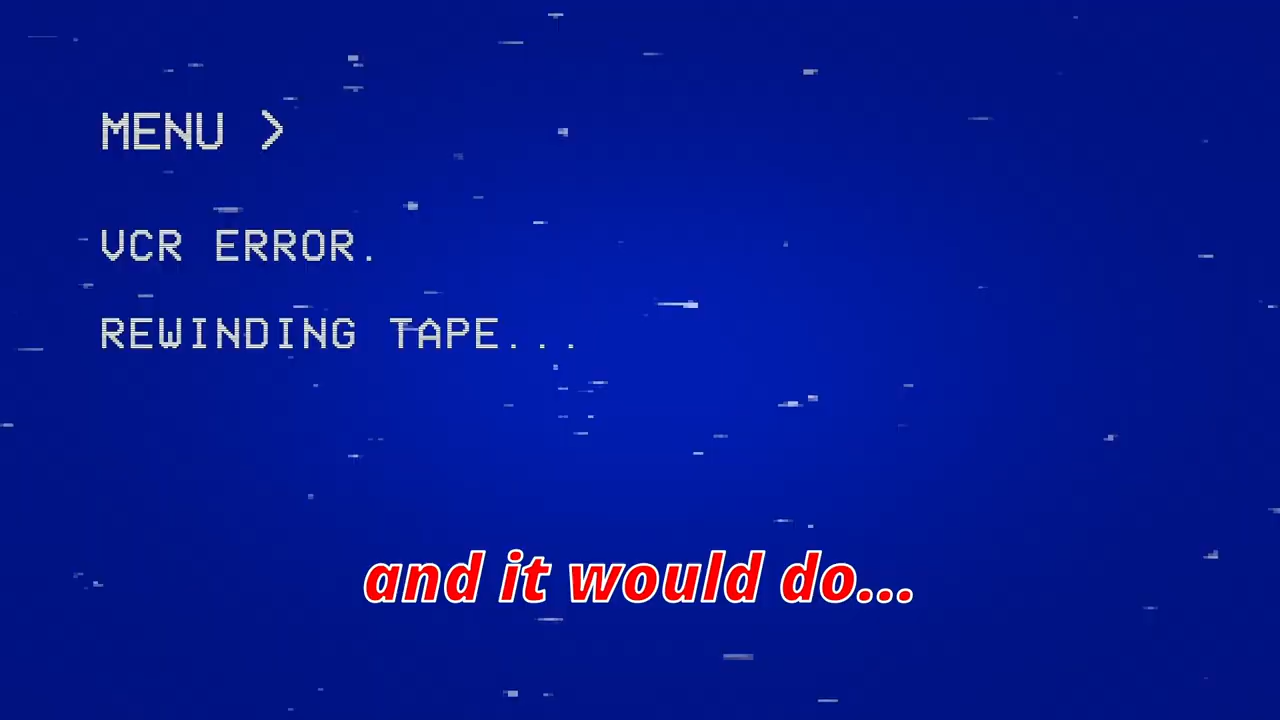 MENU >
VCR ERROR.
REWINDING TAPE...
and it would do...